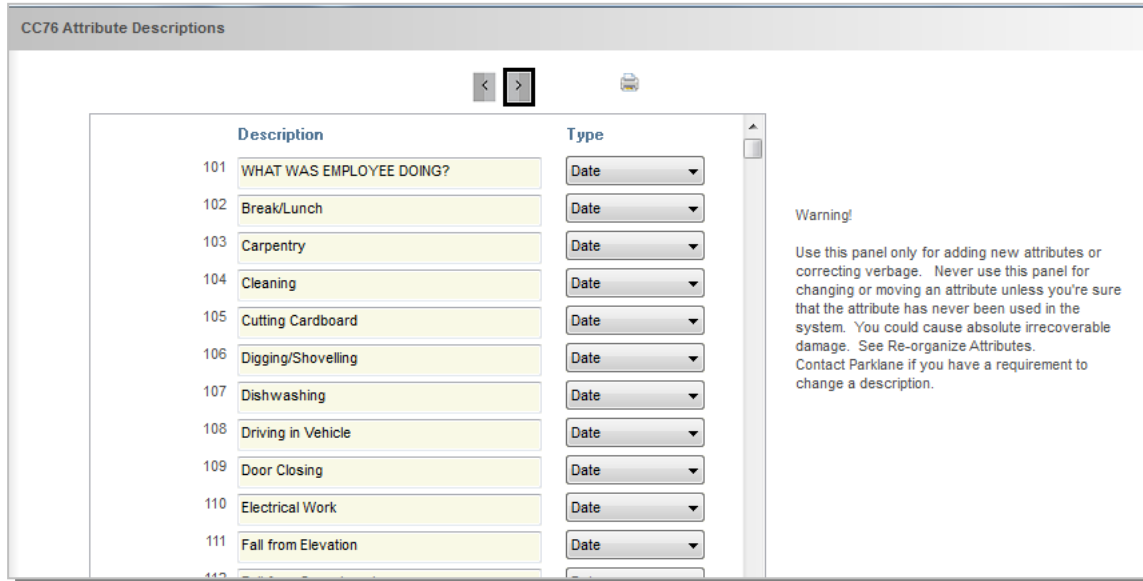 CC76 Attribute Descriptions
< >
Description Type
101 WHAT WAS EMPLOYEE DOING? Date
102 Break/Lunch Date
103 Carpentry Date
104 Cleaning Date
105 Cutting Cardboard Date
106 Digging/Shovelling Date
107 Dishwashing Date
108 Driving in Vehicle Date
109 Door Closing Date
110 Electrical Work Date
111 Fall from Elevation Date
Warning!
Use this panel only for adding new attributes or
correcting verbage. Never use this panel for
changing or moving an attribute unless you're sure
that the attribute has never been used in the
system. You could cause absolute irrecoverable
damage. See Re-organize Attributes.
Contact Parklane if you have a requirement to
change a description.